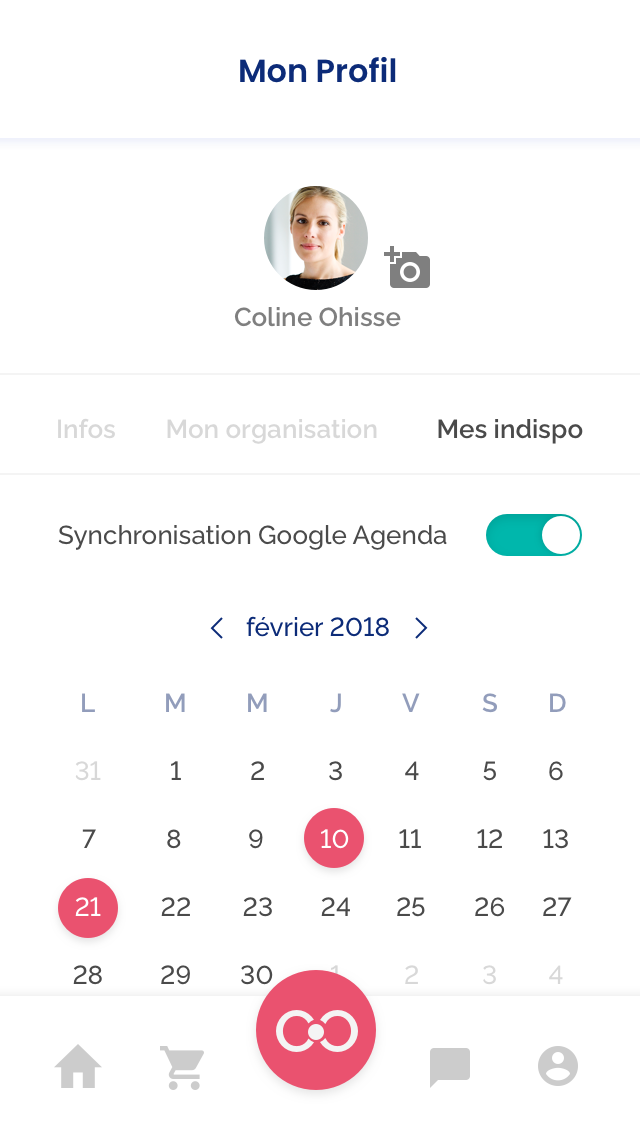 Mon Profil
Coline Ohisse
Infos Mon organisation Mes indispo
Synchronisation Google Agenda
février 2018
L M M J V S D
31 1 2 3 4 5 6
7 8 9 10 11 12 13
21 22 23 24 25 26 27
28 29 30 1 2 3 4